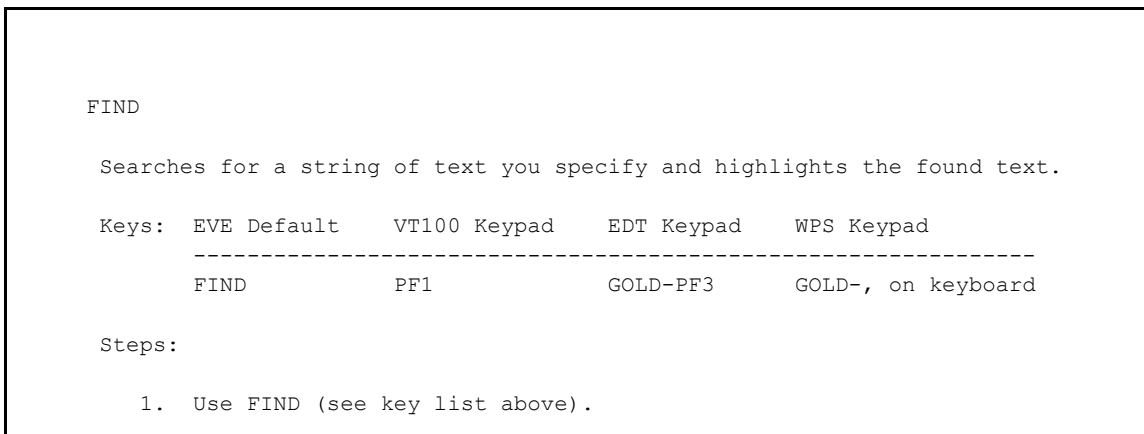 FIND
Searches for a string of text you specify and highlights the found text.
Keys: EVE Default VT100 Keypad EDT Keypad WPS Keypad
---------------------------------------------------------------
FIND PF1 GOLD-PF3 GOLD-, on keyboard
Steps:
1. Use FIND (see key list above).